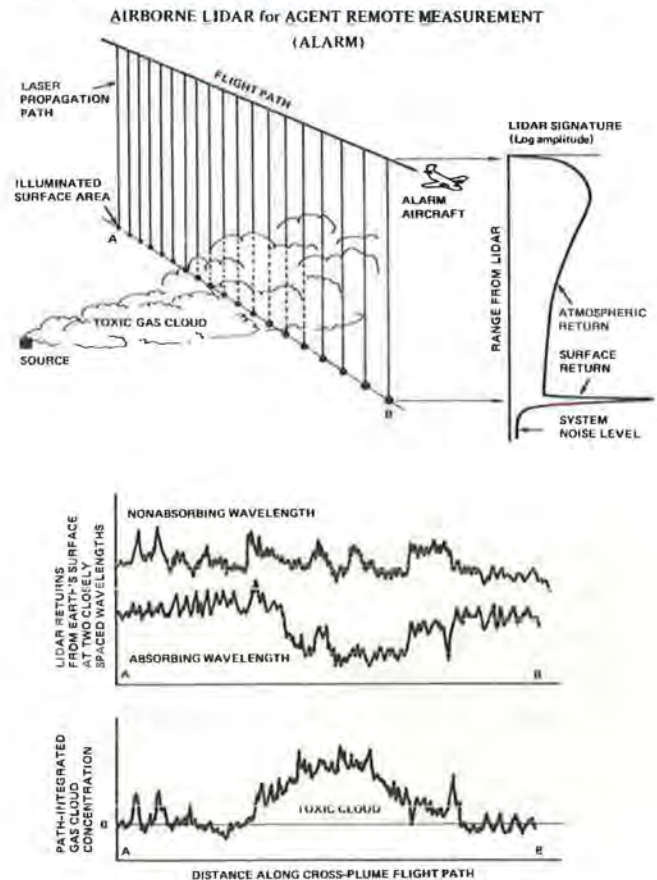 AIRBORNE LIDAR for AGENT REMOTE MEASUREMENT
(ALARM)
LASER
PROPAGATION
PATH
FLIGHT PATH
ILLUMINATED
SURFACE AREA
A
ALARM
AIRCRAFT
TOXIC GAS CLOUD
SOURCE
B
LIDAR SIGNATURE
(Log amplitude)
RANGE FROM LIDAR
ATMOSPHERIC
RETURN
SURFACE
RETURN
SYSTEM
NOISE LEVEL
LIDAR RETURNS
FROM EARTH'S SURFACE
AT TWO CLOSELY
SPACED WAVELENGTHS
NONABSORBING WAVELENGTH
ABSORBING WAVELENGTH
A
B
PATH-INTEGRATED
GAS CLOUD
CONCENTRATION
0
TOXIC CLOUD
A
DISTANCE ALONG CROSS-PLUME FLIGHT PATH